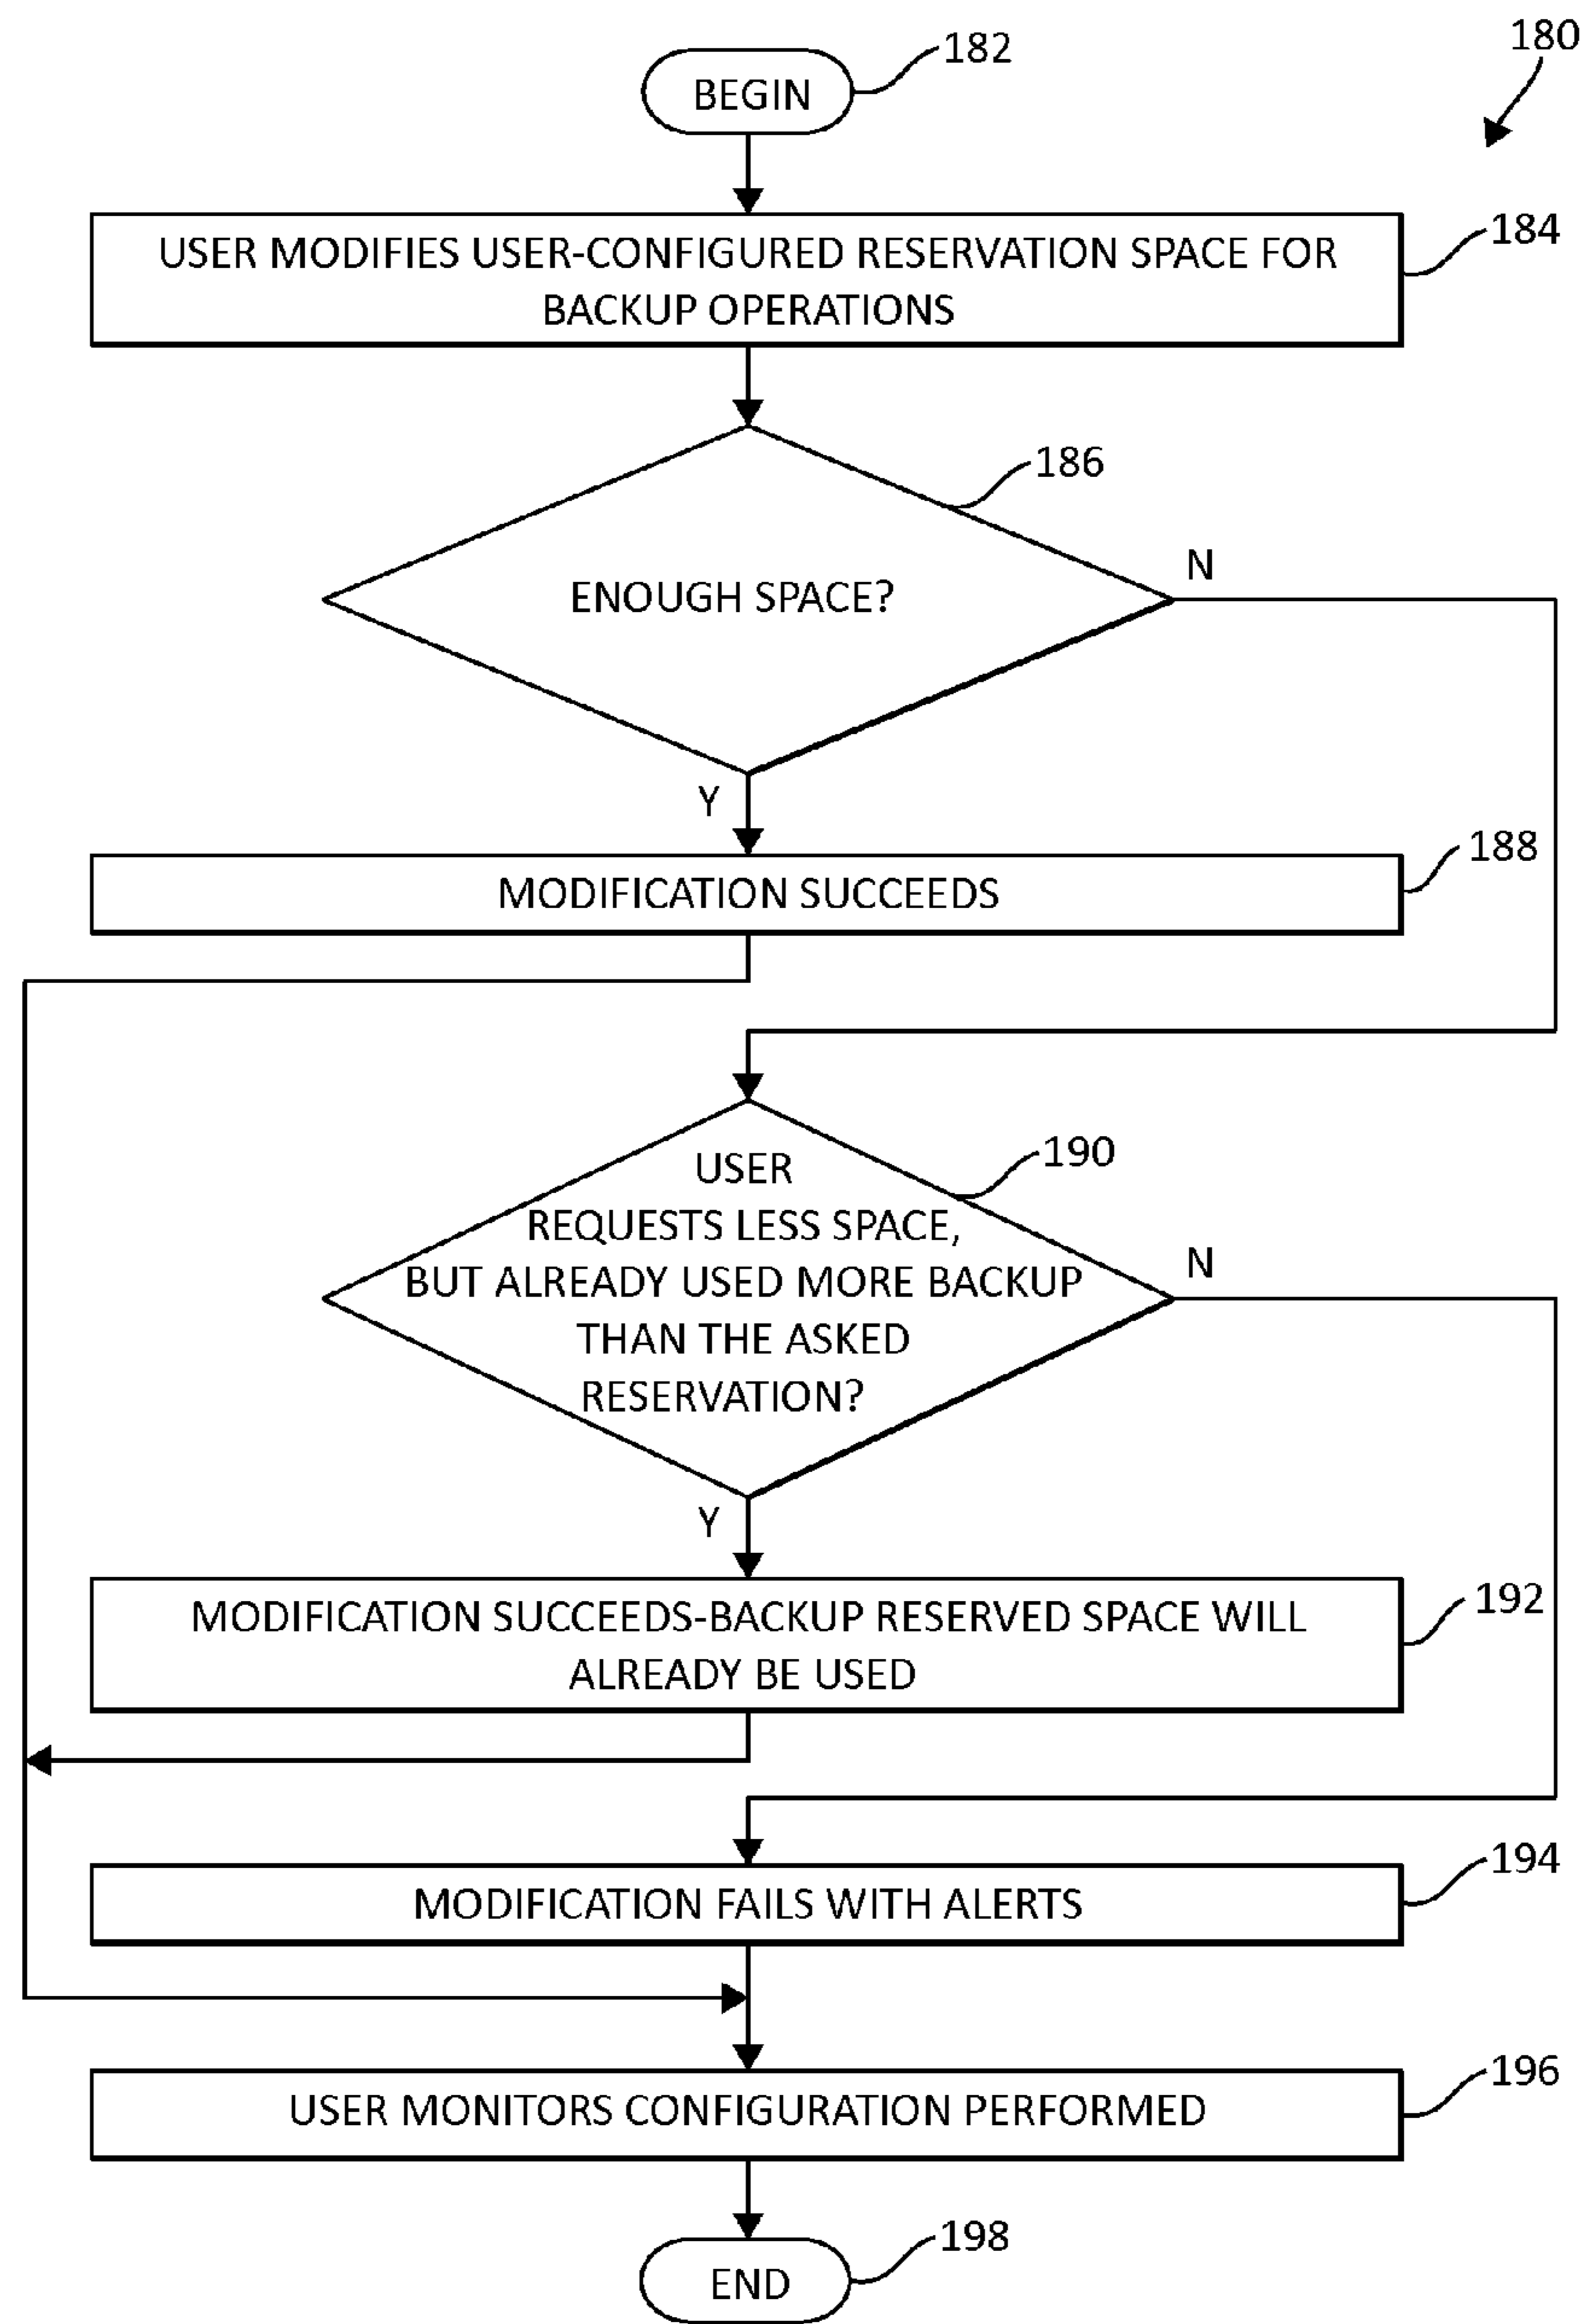 180
182
BEGIN
184
USER MODIFIES USER-CONFIGURED RESERVATION SPACE FOR
BACKUP OPERATIONS
186
ENOUGH SPACE?
N
Y
188
MODIFICATION SUCCEEDS
190
USER
REQUESTS LESS SPACE,
BUT ALREADY USED MORE BACKUP
THAN THE ASKED
RESERVATION?
N
Y
192
MODIFICATION SUCCEEDS-BACKUP RESERVED SPACE WILL
ALREADY BE USED
194
MODIFICATION FAILS WITH ALERTS
196
USER MONITORS CONFIGURATION PERFORMED
198
END